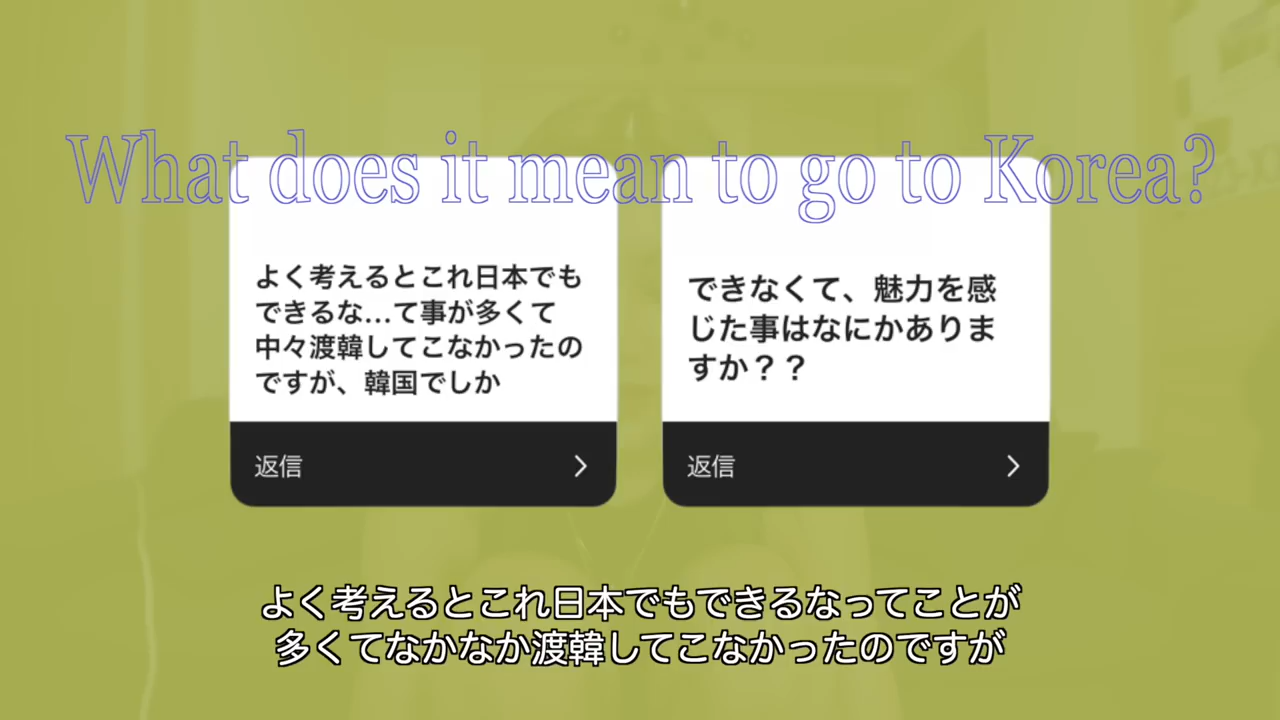 What does it mean to go to Korea?
よく考えるとこれ日本でも
できるな…て事が多くて
中々渡韓してこなかったの
ですが、韓国でしか
返信
できなくて、魅力を感
じた事はなにかありま
すか？？
返信
よく考えるとこれ日本でもできるなってことが
多くてなかなか渡韓してこなかったのですが